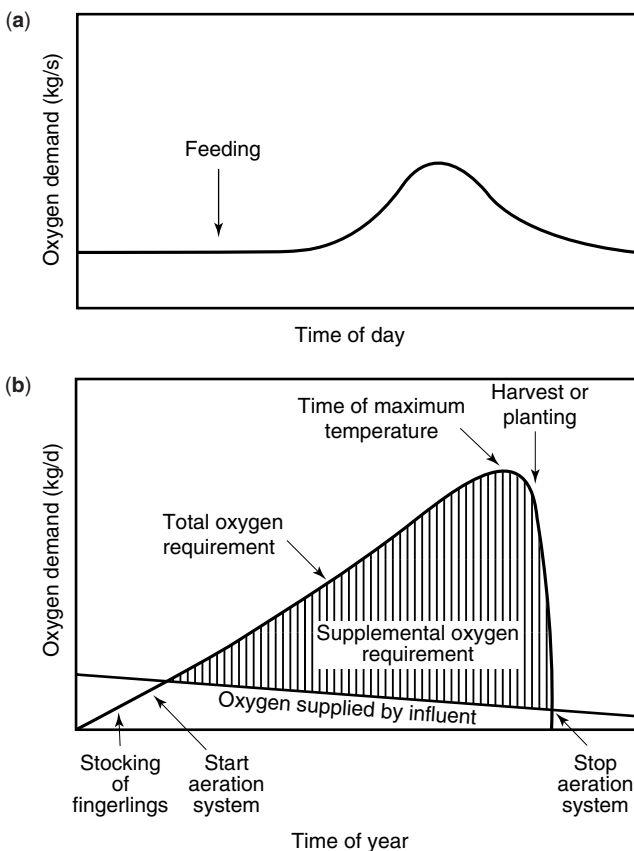 (a)
Oxygen demand (kg/s)
Feeding
Time of day
(b)
Oxygen demand (kg/d)
Time of maximum
temperature
Harvest or
planting
Total oxygen
requirement
Supplemental oxygen
requirement
Oxygen supplied by influent
Stocking
of
fingerlings
Start
aeration
system
Stop
aeration
system
Time of year